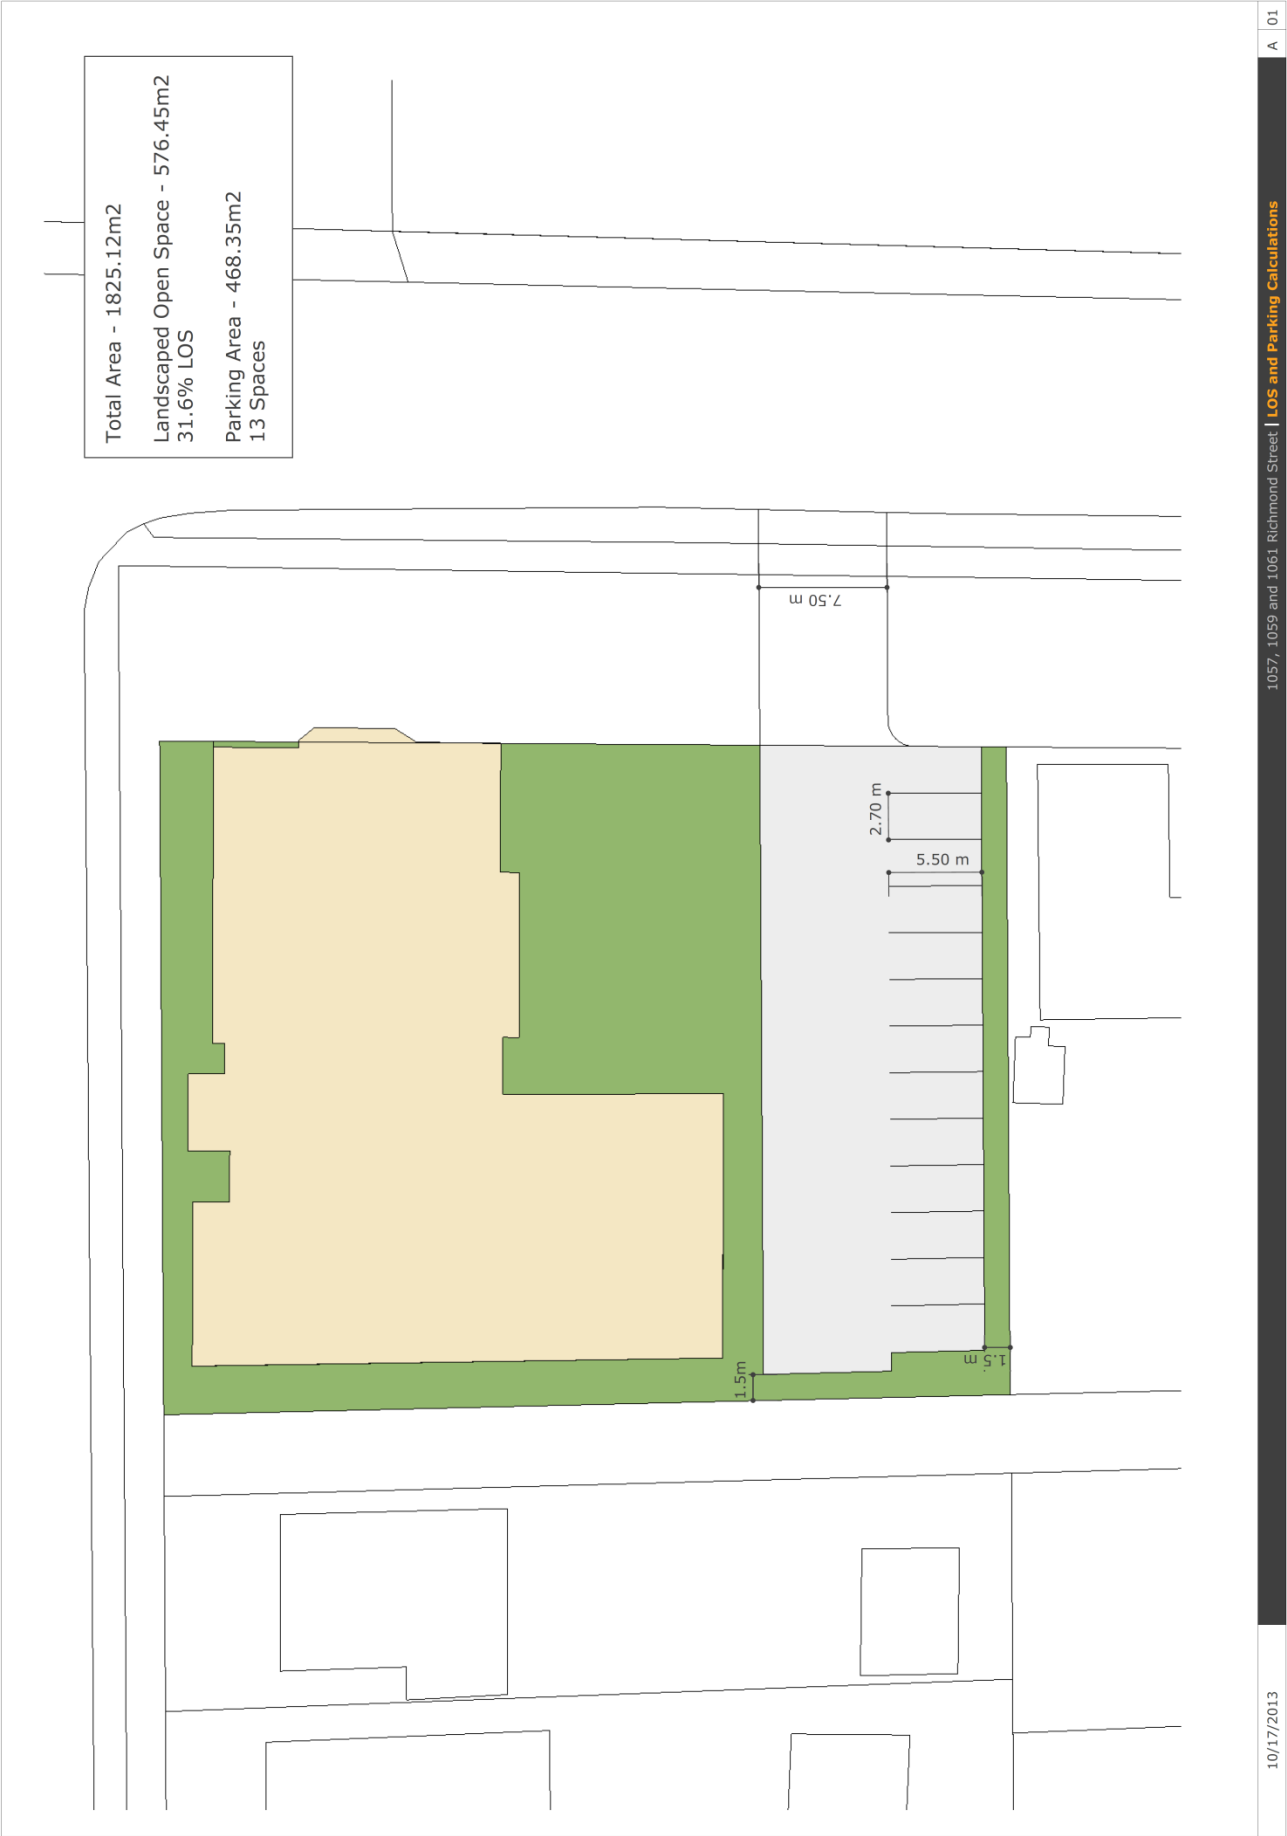 Total Area - 1825.12m2
Landscaped Open Space - 576.45m2
31.6% LOS
Parking Area - 468.35m2
13 Spaces
7.50 m
2.70 m
5.50 m
1.5m
1.5 m
10/17/2013
1057, 1059 and 1061 Richmond Street | LOS and Parking Calculations
A 01